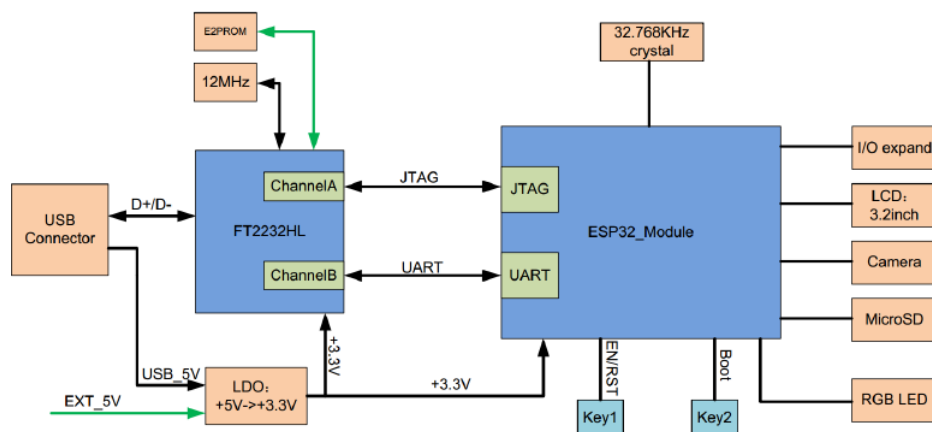 E2PROM
12MHz
32.768KHz
crystal
ChannelA
JTAG
JTAG
I/O expand
USB
Connector
D+/D-
FT2232HL
ESP32_Module
LCD：
3.2inch
ChannelB
UART
UART
Camera
MicroSD
+3.3V
EN/RST
Boot
USB_5V
LDO：
+5V->+3.3V
+3.3V
EXT_5V
Key1
Key2
RGB LED